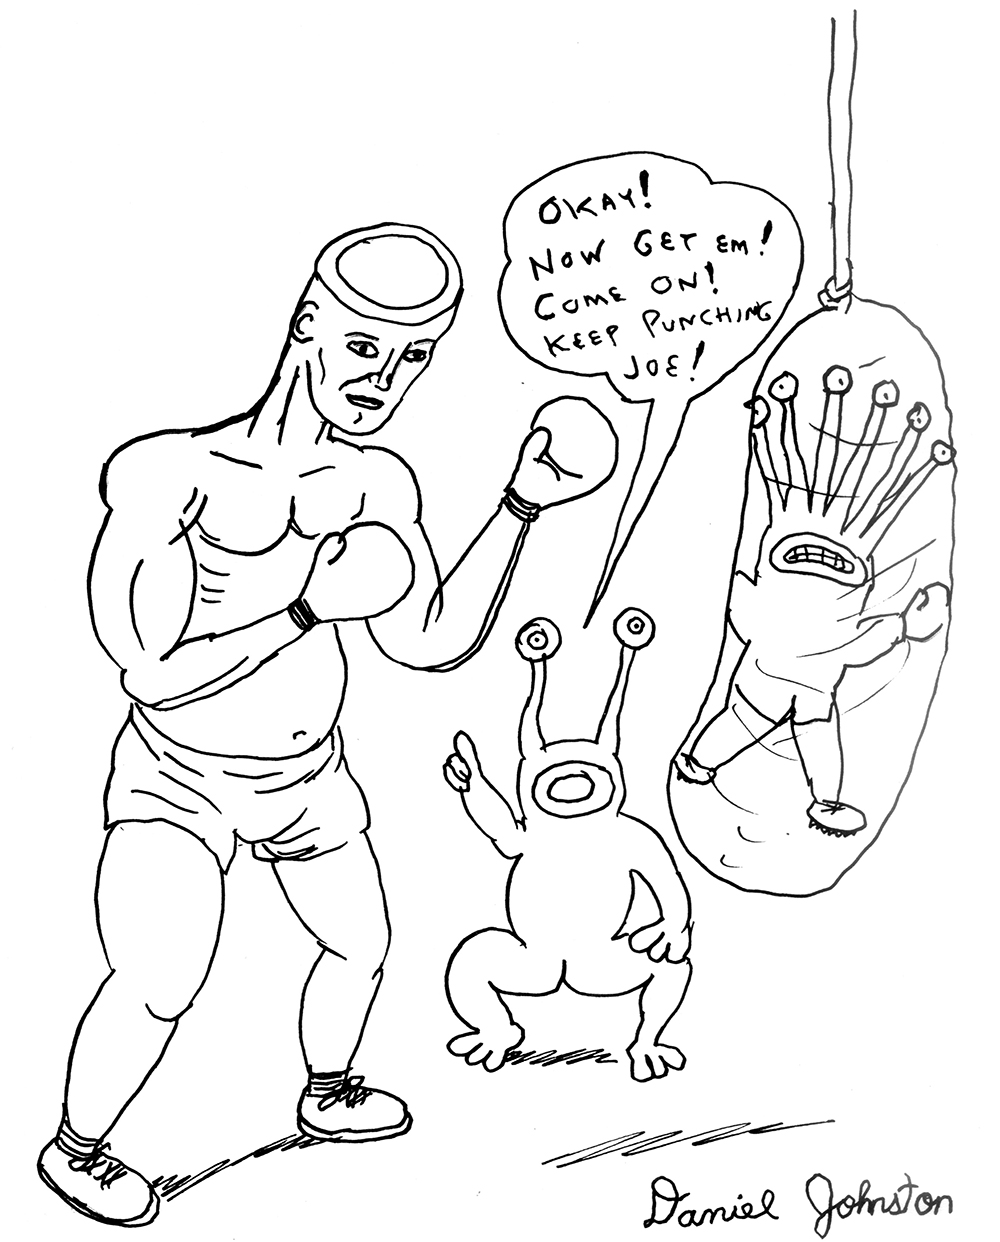 OKAY!
NOW GET EM!
COME ON!
KEEP PUNCHING
JOE!
Daniel Johnston